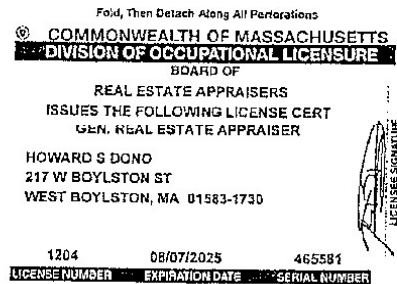 Fold, Then Detach Along All Perforations
COMMONWEALTH OF MASSACHUSETTS
DIVISION OF OCCUPATIONAL LICENSURE
BOARD OF
REAL ESTATE APPRAISERS
ISSUES THE FOLLOWING LICENSE CERT
GEN. REAL ESTATE APPRAISER
HOWARD S DONO
217 W BOYLSTON ST
WEST BOYLSTON, MA 01583-1730
LICENSEE SIGNATURE
1204 08/07/2025 465581
LICENSE NUMBER EXPIRATION DATE SERIAL NUMBER